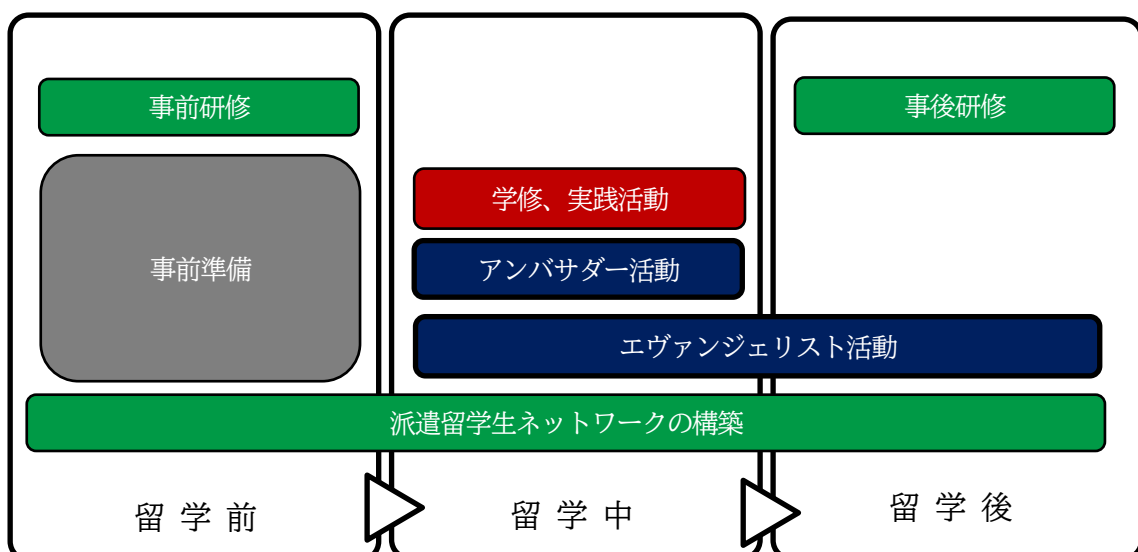 事前研修
事後研修
学修、実践活動
事前準備
アンバサダー活動
エヴァンジェリスト活動
派遣留学生ネットワークの構築
留学前
留学中
留学後